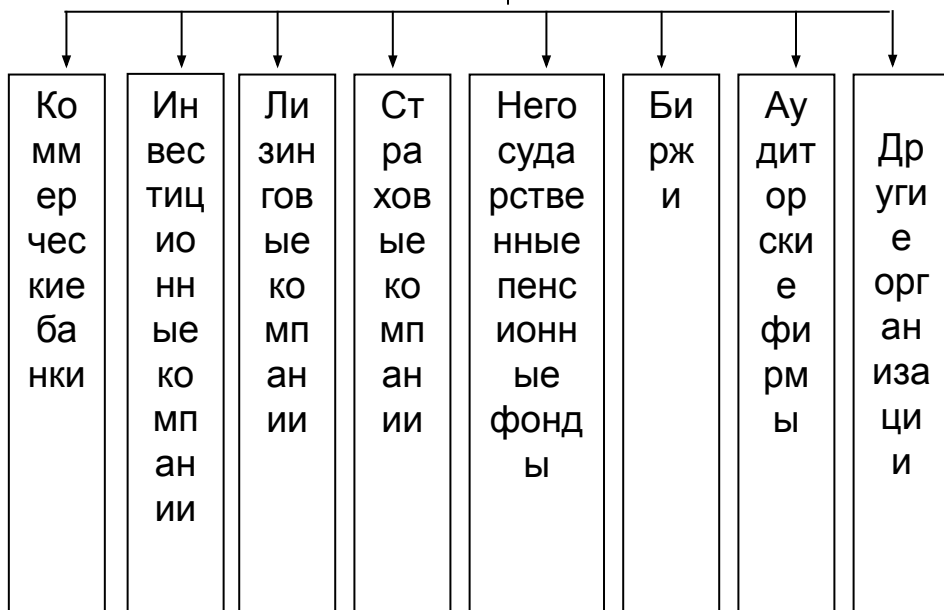 Ко
мм
ер
чес
кие
ба
нки
Ин
вес
тиц
ио
нн
ые
ко
мп
ан
ии
Ли
зин
гов
ые
ко
мп
ан
ии
Ст
ра
хов
ые
ко
мп
ан
ии
Него
суда
рстве
нные
пенс
ионн
ые
фонд
ы
Би
рж
и
Ау
дит
ор
ски
е
фи
рм
ы
Др
уги
е
орг
ан
иза
ци
и